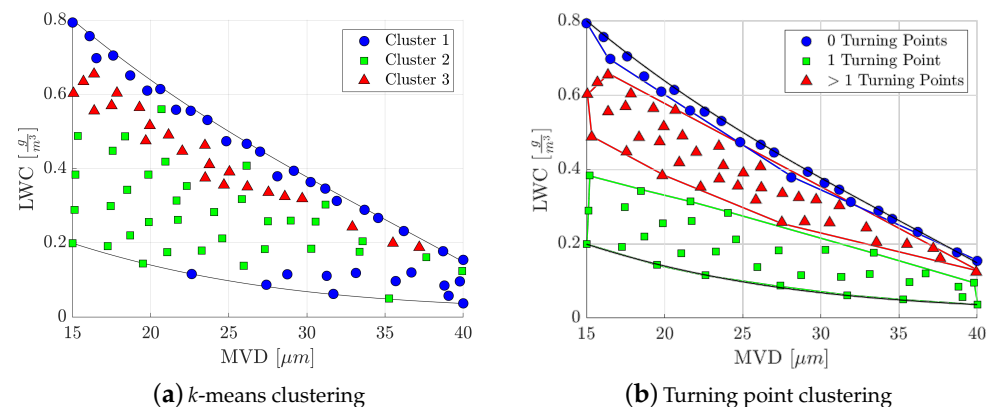 0.8
0.6
0.4
0.2
0
LWC [g/m³]
15
20
25
30
35
40
MVD [μm]
Cluster 1
Cluster 2
Cluster 3
(a) k-means clustering
0.8
0.6
0.4
0.2
0
LWC [g/m³]
15
20
25
30
35
40
MVD [μm]
0 Turning Points
1 Turning Point
> 1 Turning Points
(b) Turning point clustering